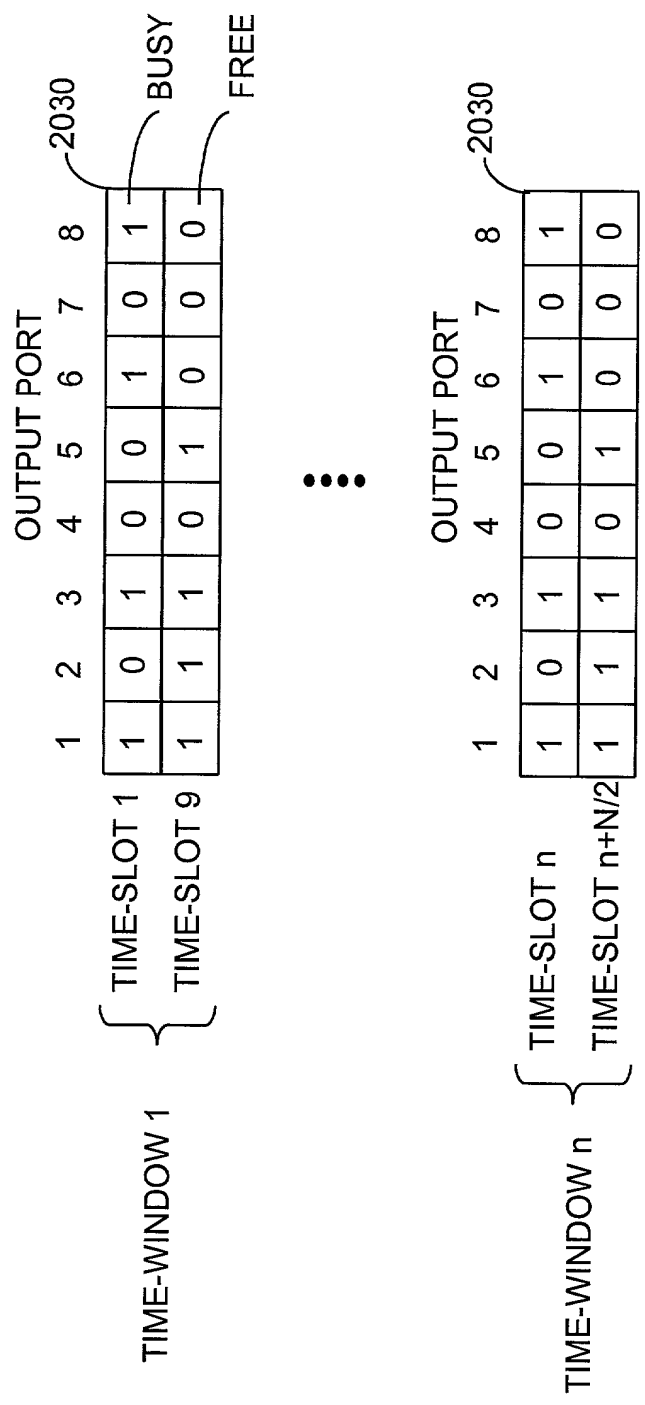 OUTPUT PORT
1 2 3 4 5 6 7 8
2030
TIME-WINDOW 1
TIME-SLOT 1 1 0 1 0 0 1 0 1 BUSY
TIME-SLOT 9 1 1 1 0 1 0 0 0 FREE
OUTPUT PORT
1 2 3 4 5 6 7 8
2030
TIME-WINDOW n
TIME-SLOT n 1 0 1 0 0 1 0 1
TIME-SLOT n+N/2 1 1 1 0 1 0 0 0